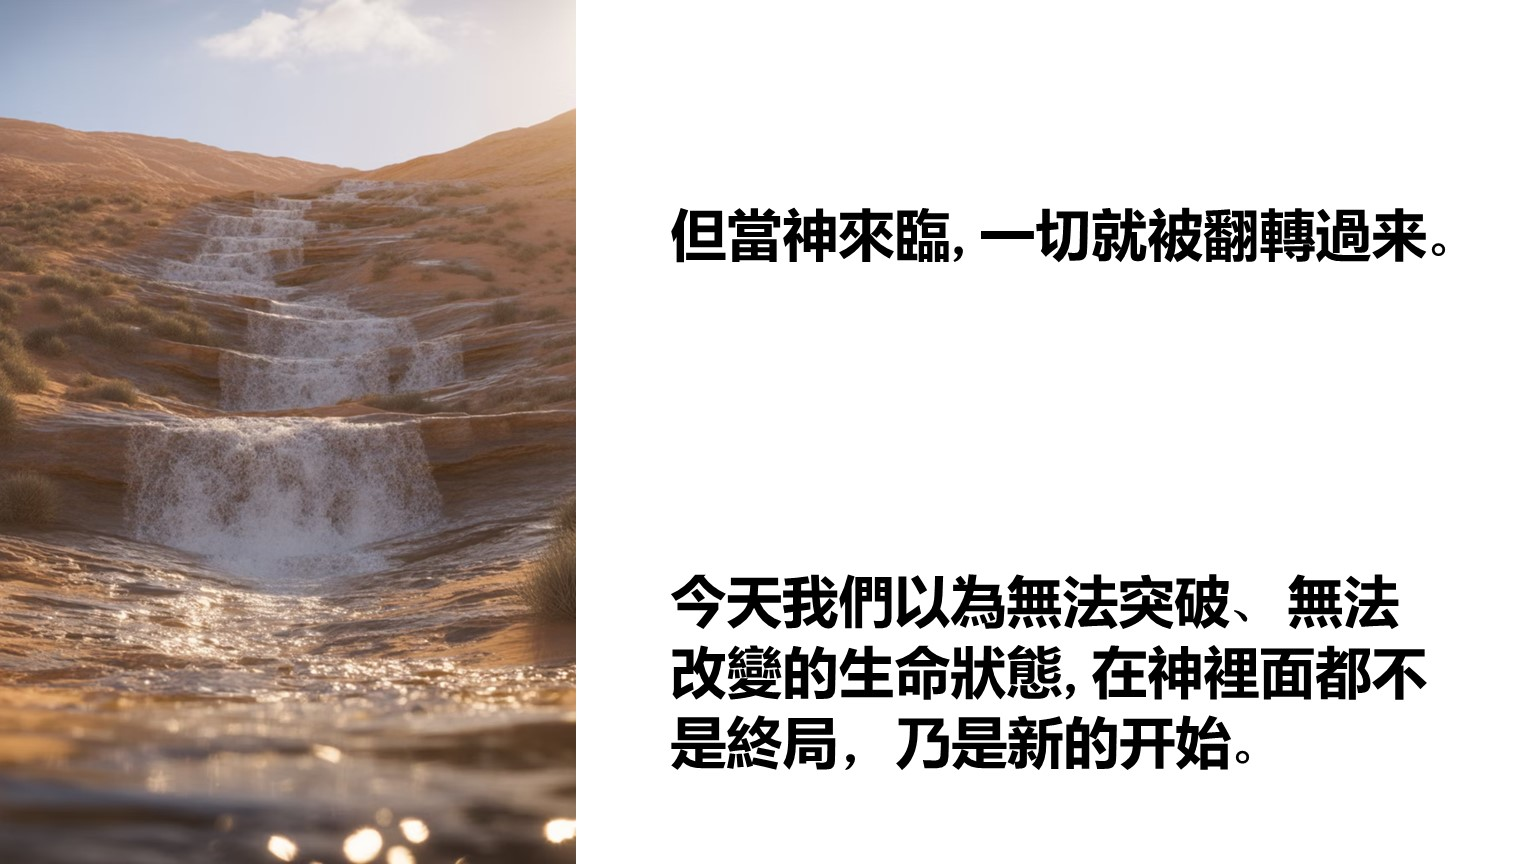 但當神來臨, 一切就被翻轉過来。
今天我們以為無法突破、無法
改變的生命狀態, 在神裡面都不
是終局，乃是新的开始。